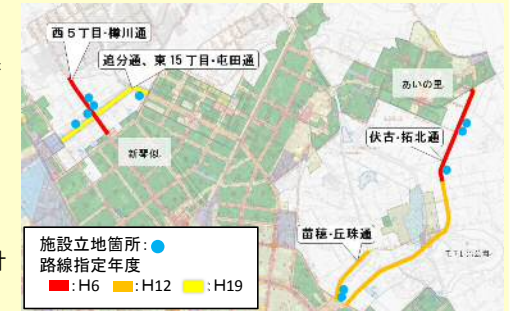 西5丁目・樽川通
追分通、東15丁目・屯田通
あいの里
新琴似
伏古・拓北通
苗穂・丘珠通
計
施設立地箇所：
路線指定年度
：H6 ：H12 ：H19